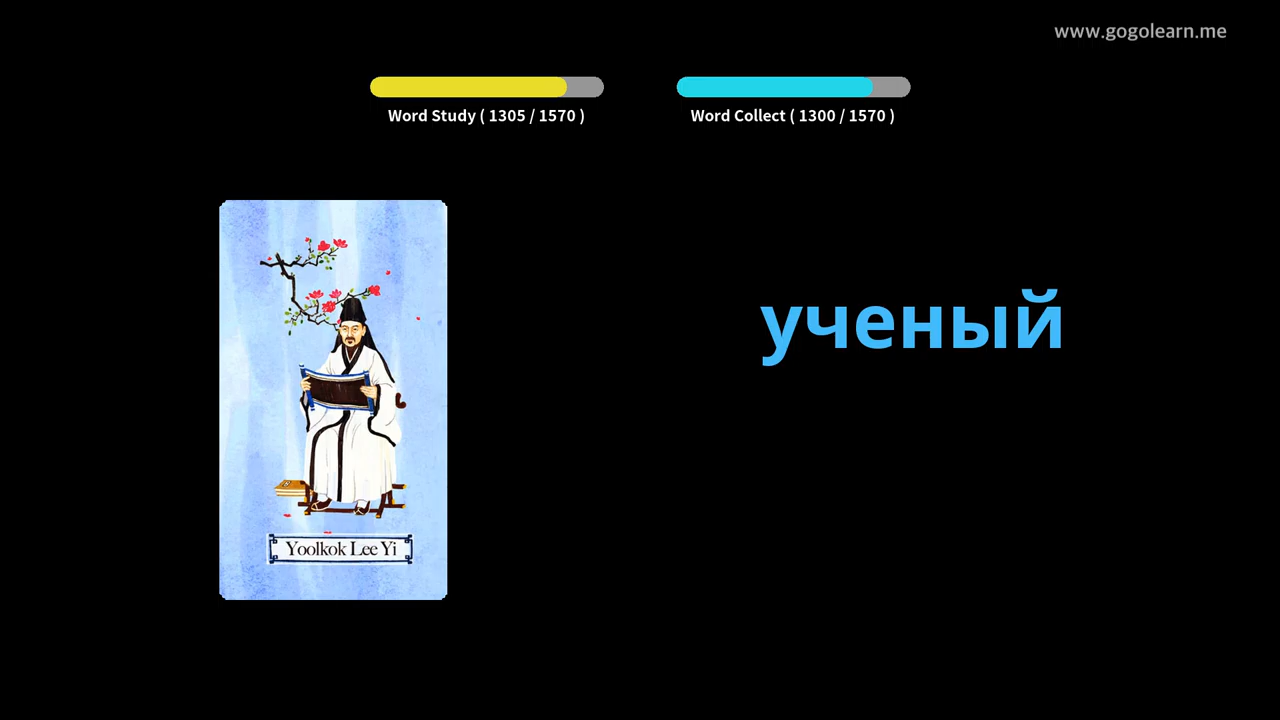 www.gogolearn.me
Word Study ( 1305 / 1570 )
Word Collect ( 1300 / 1570 )
ученый
Yoolkok Lee Yi